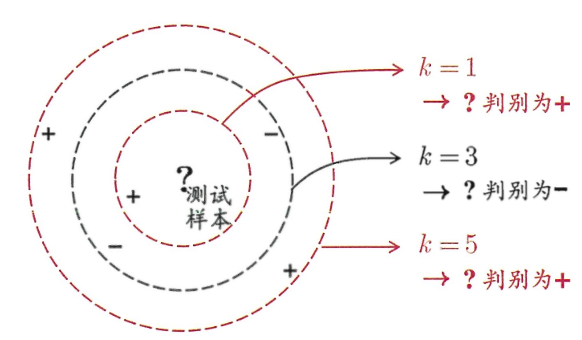 k = 1
→ ? 判别为+
+
−
k = 3
→ ? 判别为−
?
+
测试
样本
−
+
k = 5
→ ? 判别为+